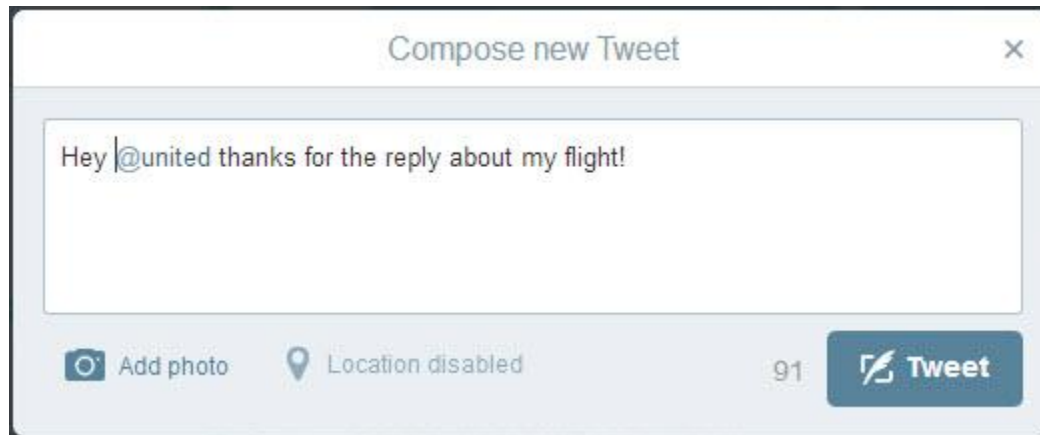 Compose new Tweet
Hey @united thanks for the reply about my flight!
Add photo
Location disabled
91
Tweet